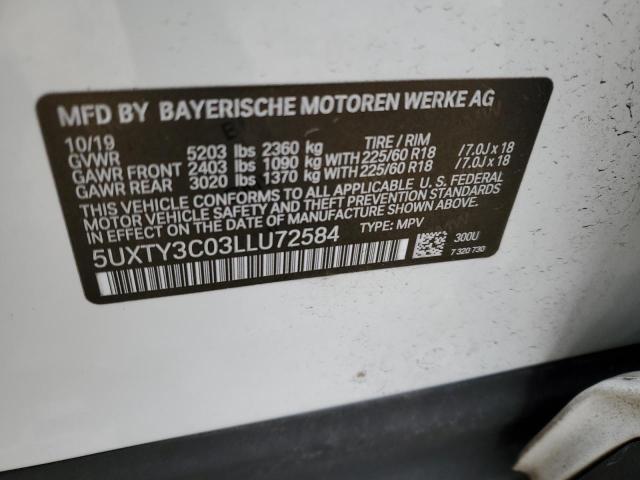 MFD BY BAYERISCHE MOTOREN WERKE AG
10/19 TIRE / RIM
GVWR 5203 lbs 2360 kg
GAWR FRONT 2403 lbs 1090 kg WITH 225/60 R18 / 7.0J x 18
GAWR REAR 3020 lbs 1370 kg WITH 225/60 R18 / 7.0J x 18
THIS VEHICLE CONFORMS TO ALL APPLICABLE U.S. FEDERAL
MOTOR VEHICLE SAFETY AND THEFT PREVENTION STANDARDS
IN EFFECT ON THE DATE OF MANUFACTURE SHOWN ABOVE.
5UXTY3C03LLU72584 TYPE: MPV
300U
7 320 730